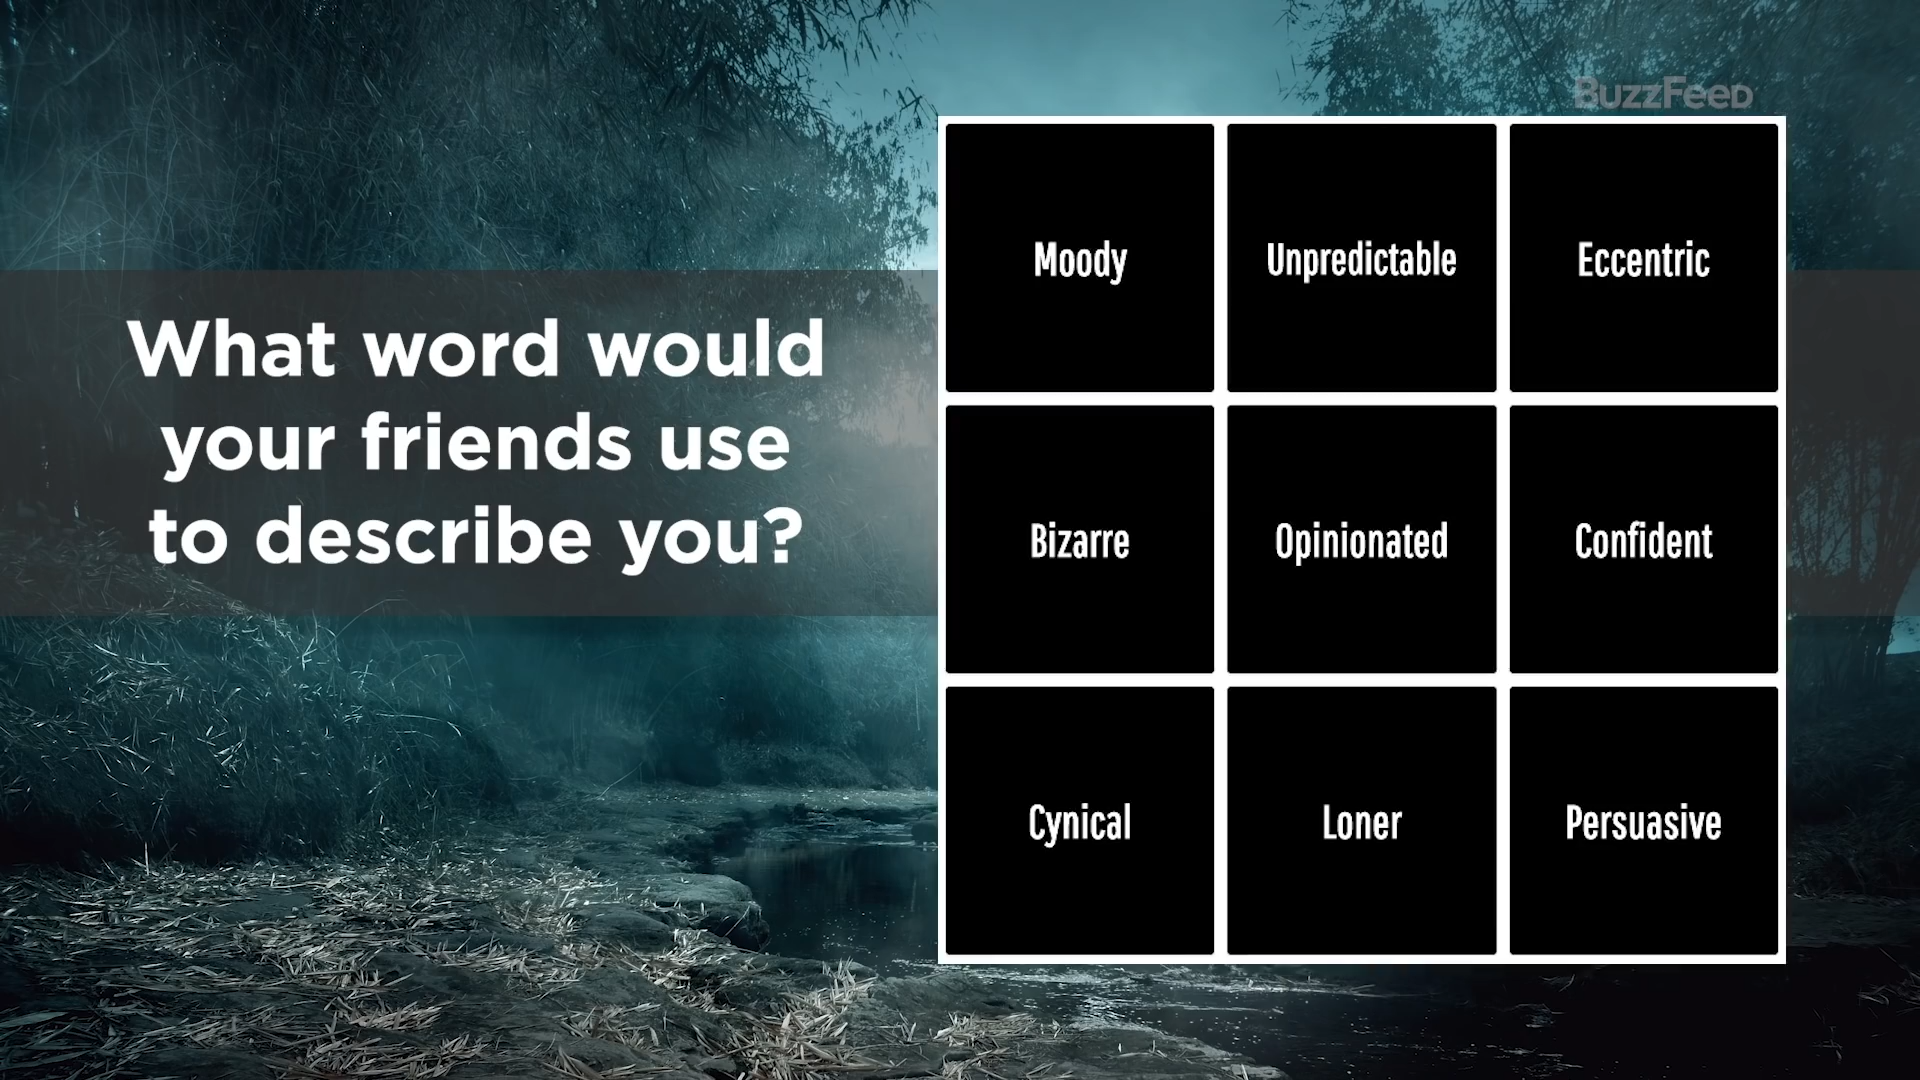 BuzzFeed
What word would
your friends use
to describe you?
Moody
Unpredictable
Eccentric
Bizarre
Opinionated
Confident
Cynical
Loner
Persuasive